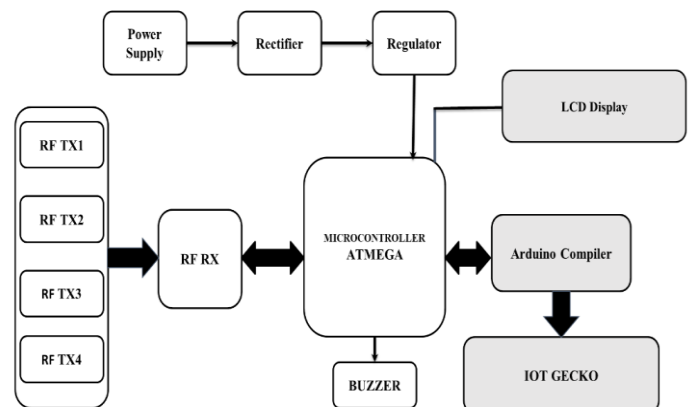 Power
Supply
Rectifier
Regulator
LCD Display
RF TX1
RF TX2
RF TX3
RF TX4
RF RX
MICROCONTROLLER
ATMEGA
Arduino Compiler
BUZZER
IOT GECKO